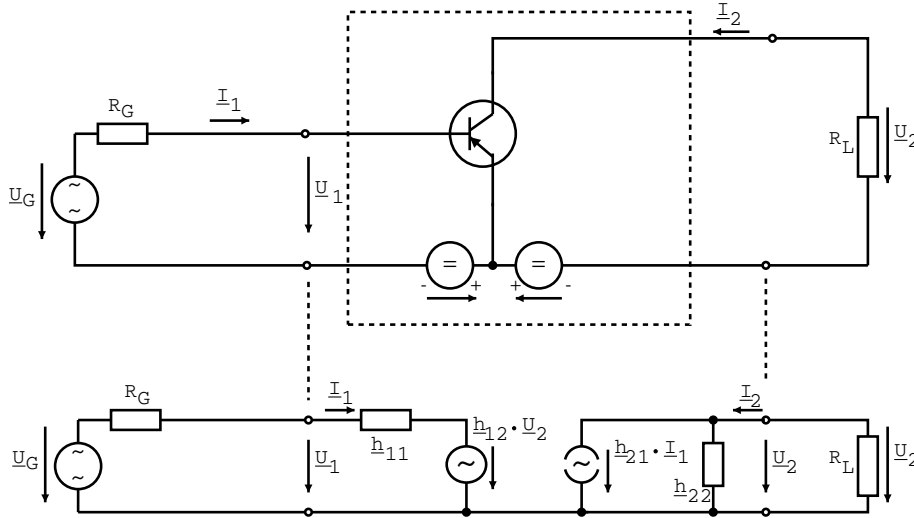 I2
RG
I1
UG
~
~
U1
RL
U2
=
=
- + + -
RG
I1
h11
h12·U2
h21·I1
I2
UG
~
~
U1
~
~
h22
U2
RL
U2